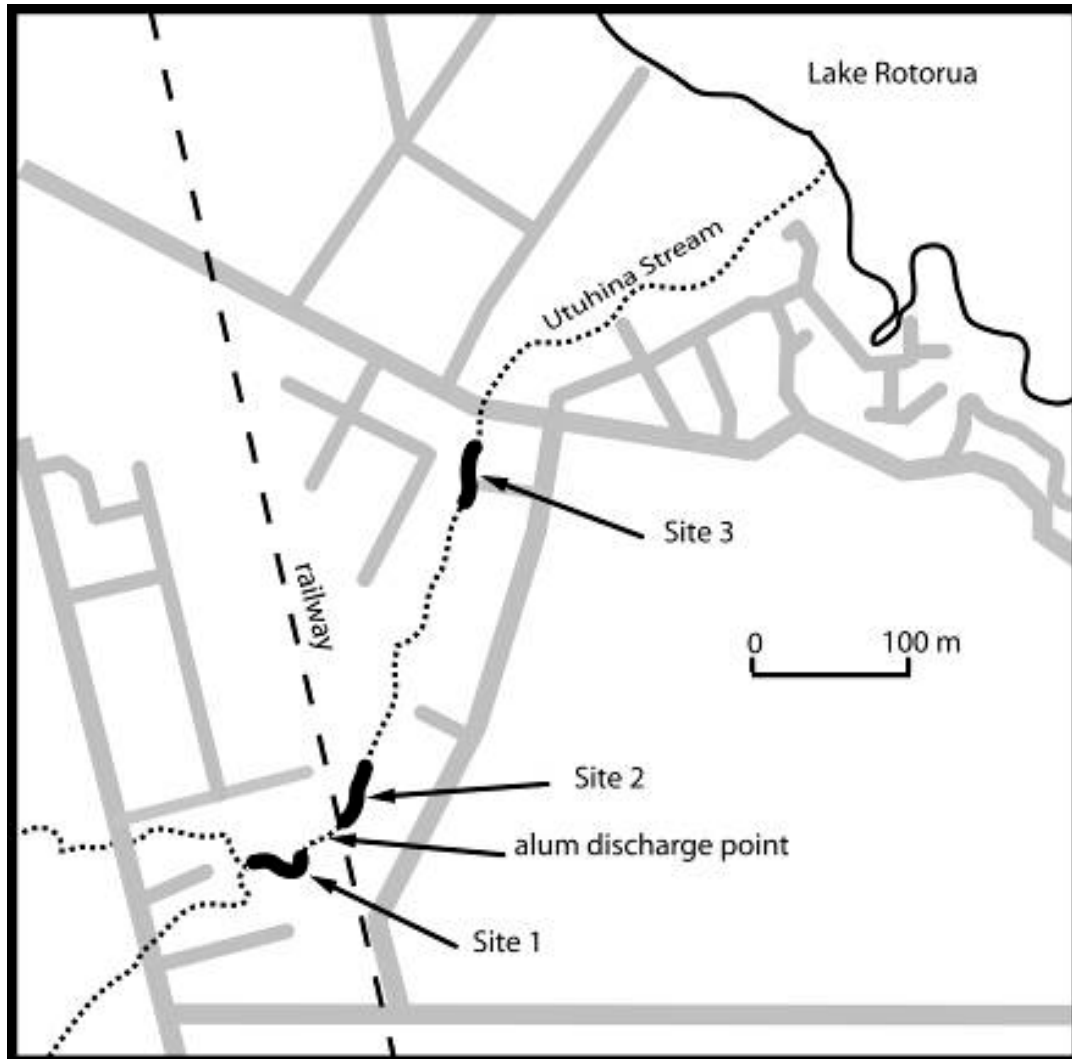 Lake Rotorua
Utuhina Stream
Site 3
railway
0 100 m
Site 2
alum discharge point
Site 1